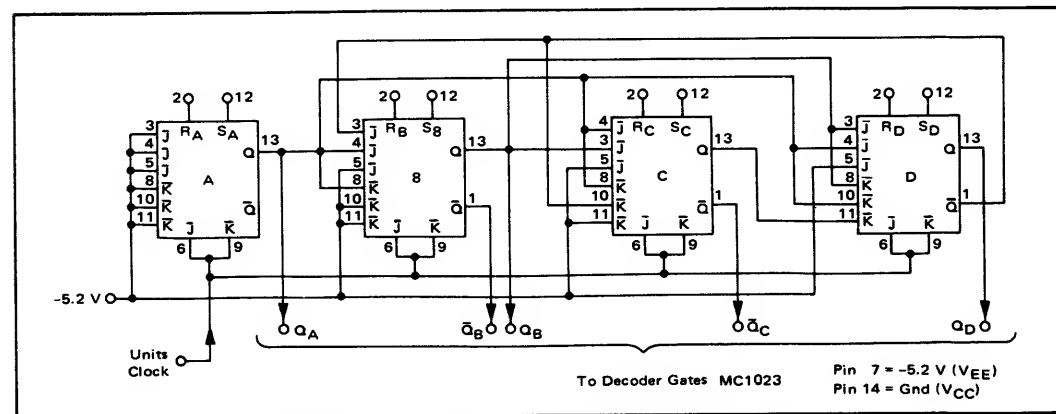 2 12 2 12 2 12 2 12
R_A S_A R_B S_8 R_C S_C R_D S_D
3 J̄ 13 3 J̄ 13 4 J̄ 13 3 J̄ 13
4 J̄ Q 4 J̄ Q 3 J̄ Q 4 J̄ Q
5 J̄ 5 J̄ 5 J̄ 5 J̄
8 K̄ A 8 K̄ 8 8 K̄ C 8 K̄ D
10 K̄ Q̄ 10 K̄ Q̄ 1 10 K̄ Q̄ 1 10 K̄ Q̄ 1
11 K̄ 11 K̄ 11 K̄ 11 K̄
J̄ K̄ J̄ K̄ J̄ K̄ J̄ K̄
6 9 6 9 6 9 6 9
-5.2 V
Q_A Q̄_B Q_B Q̄_C Q_D
Units
Clock
To Decoder Gates MC1023
Pin 7 = -5.2 V (V_EE)
Pin 14 = Gnd (V_CC)